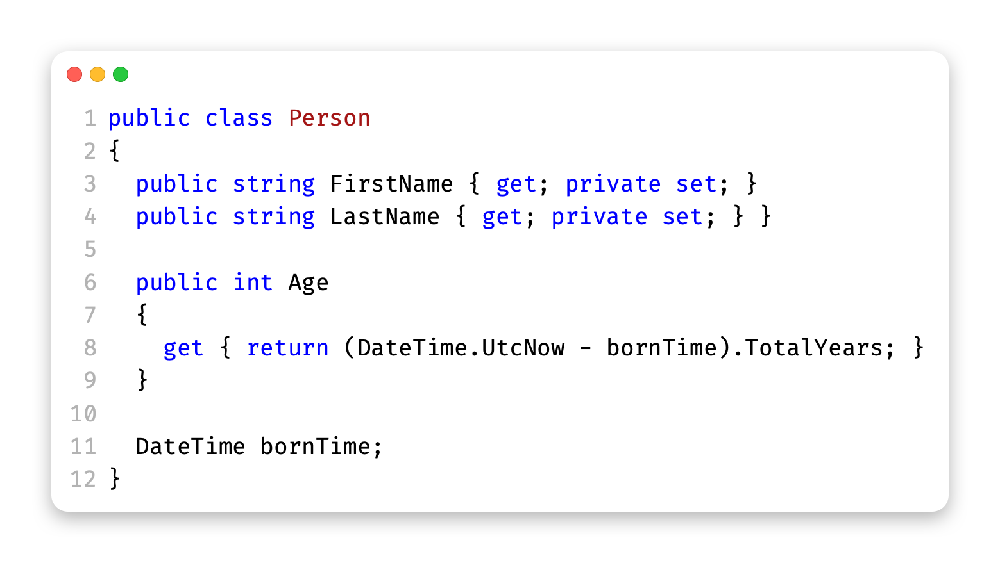 1 public class Person
2 {
3   public string FirstName { get; private set; }
4   public string LastName { get; private set; } }
5
6   public int Age
7   {
8     get { return (DateTime.UtcNow - bornTime).TotalYears; }
9   }
10
11   DateTime bornTime;
12 }